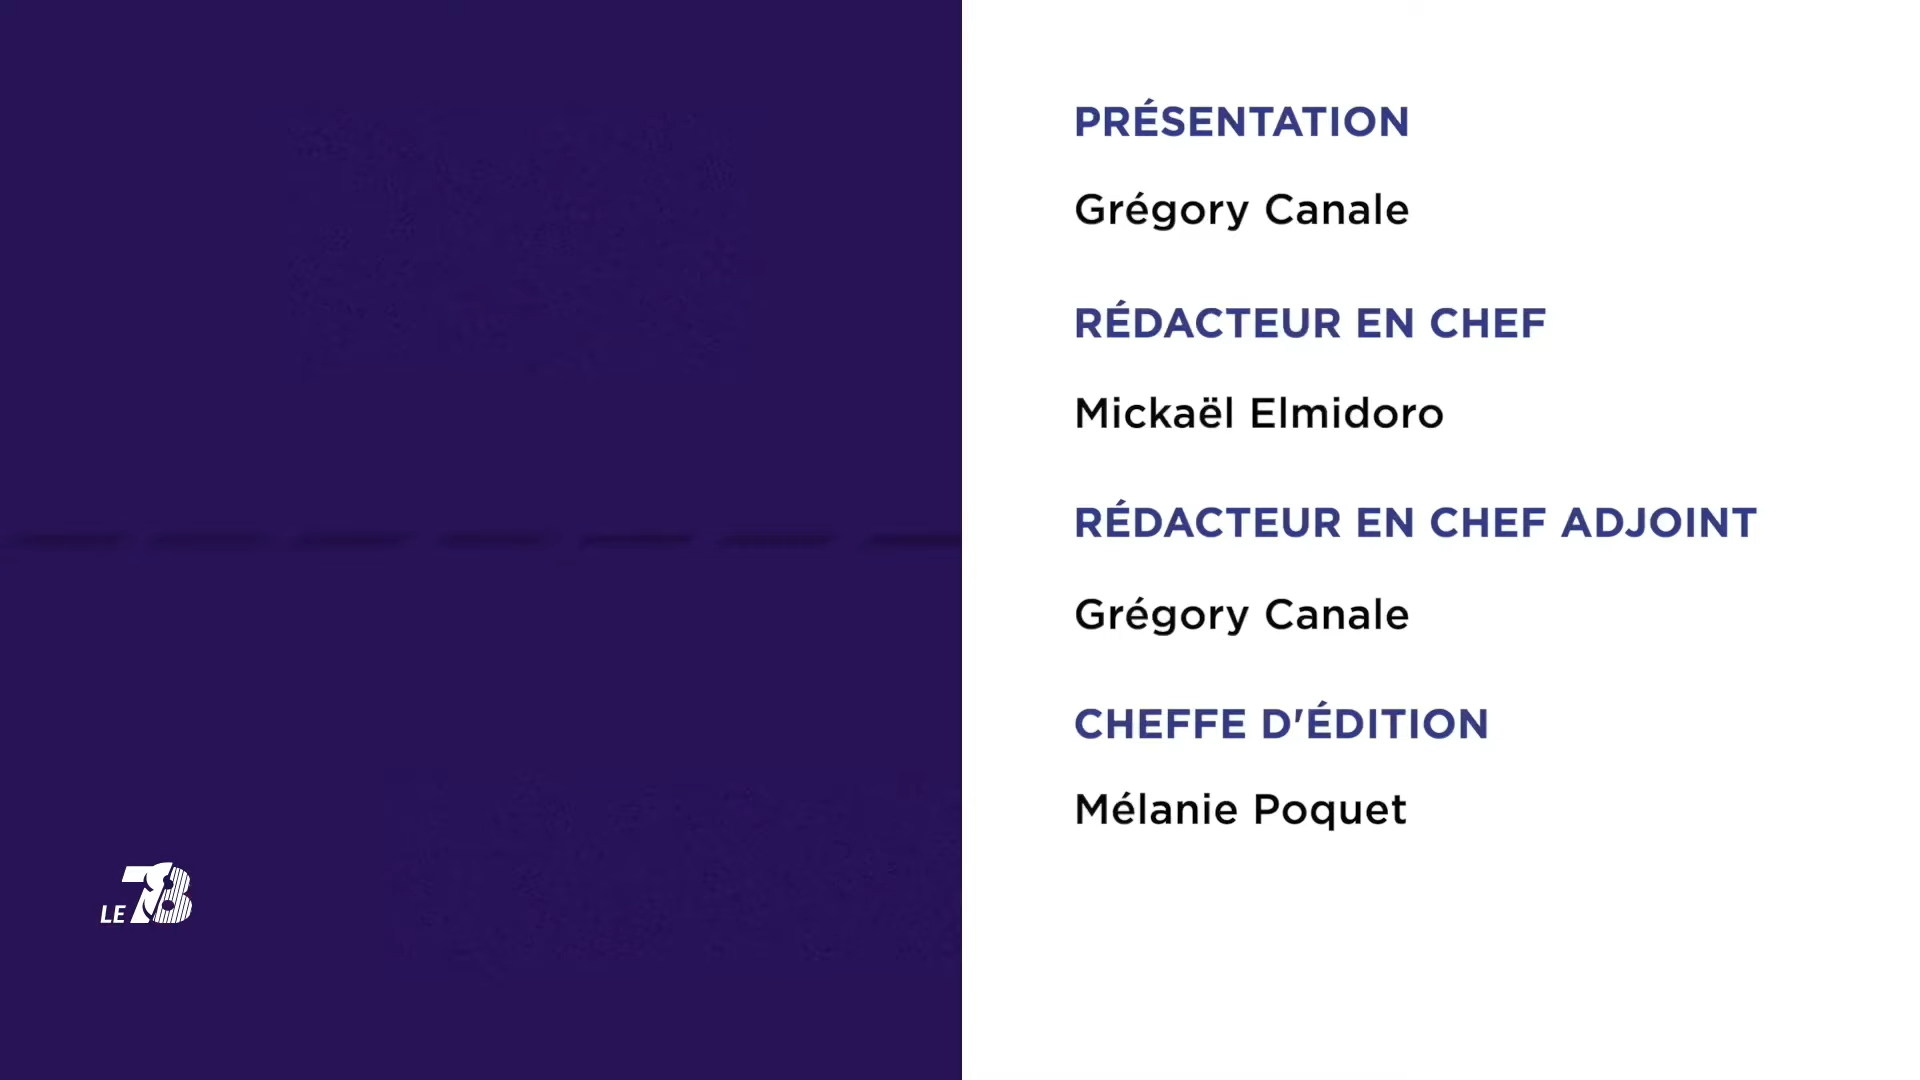 PRÉSENTATION
Grégory Canale
RÉDACTEUR EN CHEF
Mickaël Elmidoro
RÉDACTEUR EN CHEF ADJOINT
Grégory Canale
CHEFFE D'ÉDITION
Mélanie Poquet
LE 78